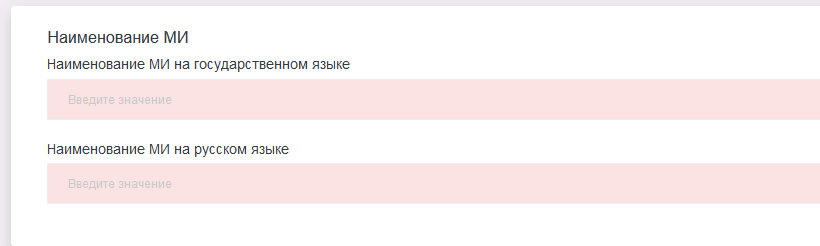 Наименование МИ
Наименование МИ на государственном языке
Введите значение
Наименование МИ на русском языке
Введите значение